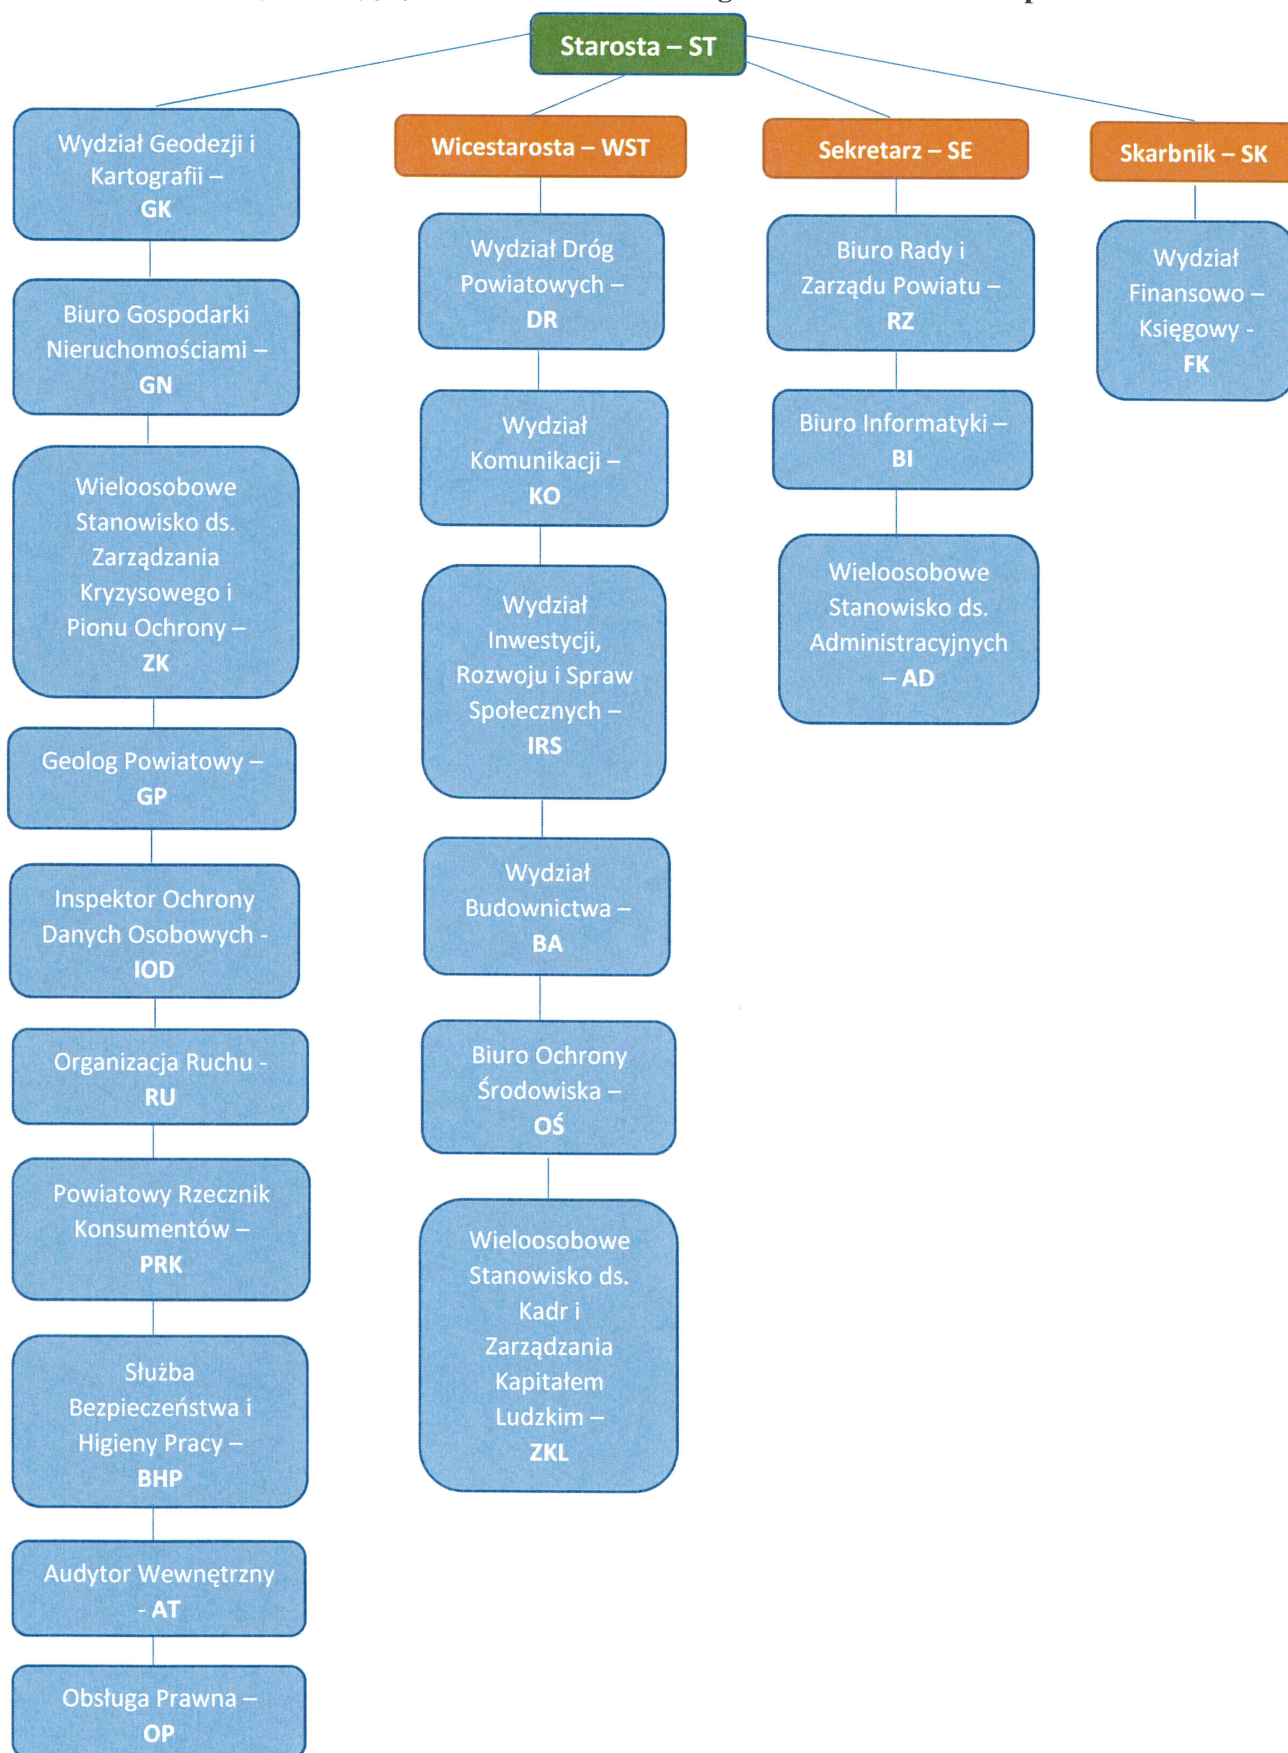 Starosta – ST
Wydział Geodezji i
Kartografii –
GK
Biuro Gospodarki
Nieruchomościami –
GN
Wieloosobowe
Stanowisko ds.
Zarządzania
Kryzysowego i
Pionu Ochrony –
ZK
Geolog Powiatowy –
GP
Inspektor Ochrony
Danych Osobowych -
IOD
Organizacja Ruchu -
RU
Powiatowy Rzecznik
Konsumentów –
PRK
Służba
Bezpieczeństwa i
Higieny Pracy –
BHP
Audytor Wewnętrzny
- AT
Obsługa Prawna –
OP
Wicestarosta – WST
Wydział Dróg
Powiatowych –
DR
Wydział
Komunikacji –
KO
Wydział
Inwestycji,
Rozwoju i Spraw
Społecznych –
IRS
Wydział
Budownictwa –
BA
Biuro Ochrony
Środowiska –
OŚ
Wieloosobowe
Stanowisko ds.
Kadr i
Zarządzania
Kapitałem
Ludzkim –
ZKL
Sekretarz – SE
Biuro Rady i
Zarządu Powiatu –
RZ
Biuro Informatyki –
BI
Wieloosobowe
Stanowisko ds.
Administracyjnych
– AD
Skarbnik – SK
Wydział
Finansowo –
Księgowy -
FK